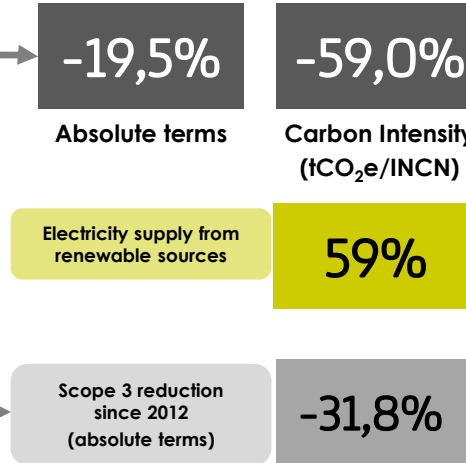 -19,5%
-59,0%
Absolute terms
Carbon Intensity
(tCO₂e/INCN)
Electricity supply from
renewable sources
59%
Scope 3 reduction
since 2012
(absolute terms)
-31,8%